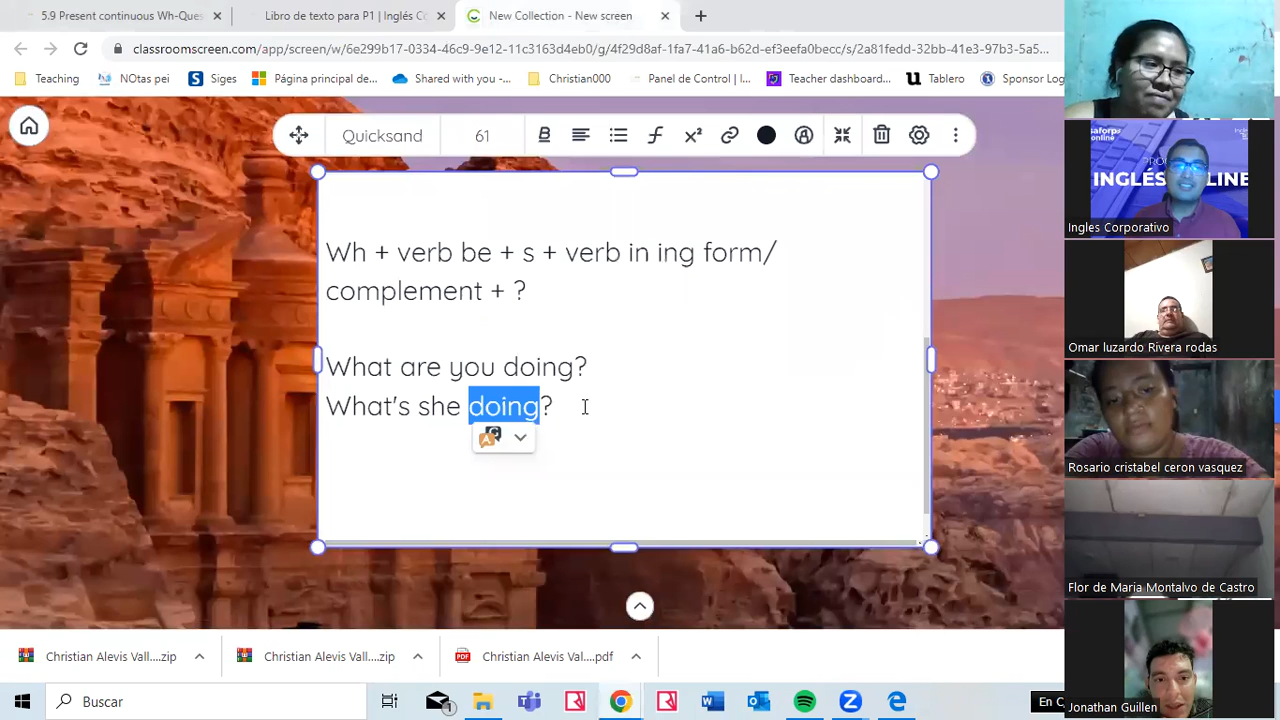 5.9 Present continuous Wh-Ques
Libro de texto para P1 | Inglés Co
New Collection - New screen
classroomscreen.com/app/screen/w/6e299b17-0334-46c9-9e12-11c3163d4eb0/g/4f29d8af-1fa7-41a6-b62d-ef3eefa0becc/s/2a81fedd-32bb-41e3-97b3-5a5...
Teaching
NOtas pei
Siges
Página principal de...
Shared with you -...
Christian000
Panel de Control | I...
Teacher dashboard...
Tablero
Sponsor Log
Quicksand
61
Wh + verb be + s + verb in ing form/
complement + ?
What are you doing?
What's she doing?
INGLÉS ONLINE
Ingles Corporativo
Omar luzardo Rivera rodas
Rosario cristabel ceron vasquez
Flor de Maria Montalvo de Castro
Jonathan Guillen
Christian Alevis Vall....zip
Christian Alevis Vall....zip
Christian Alevis Val....pdf
Buscar
1
En